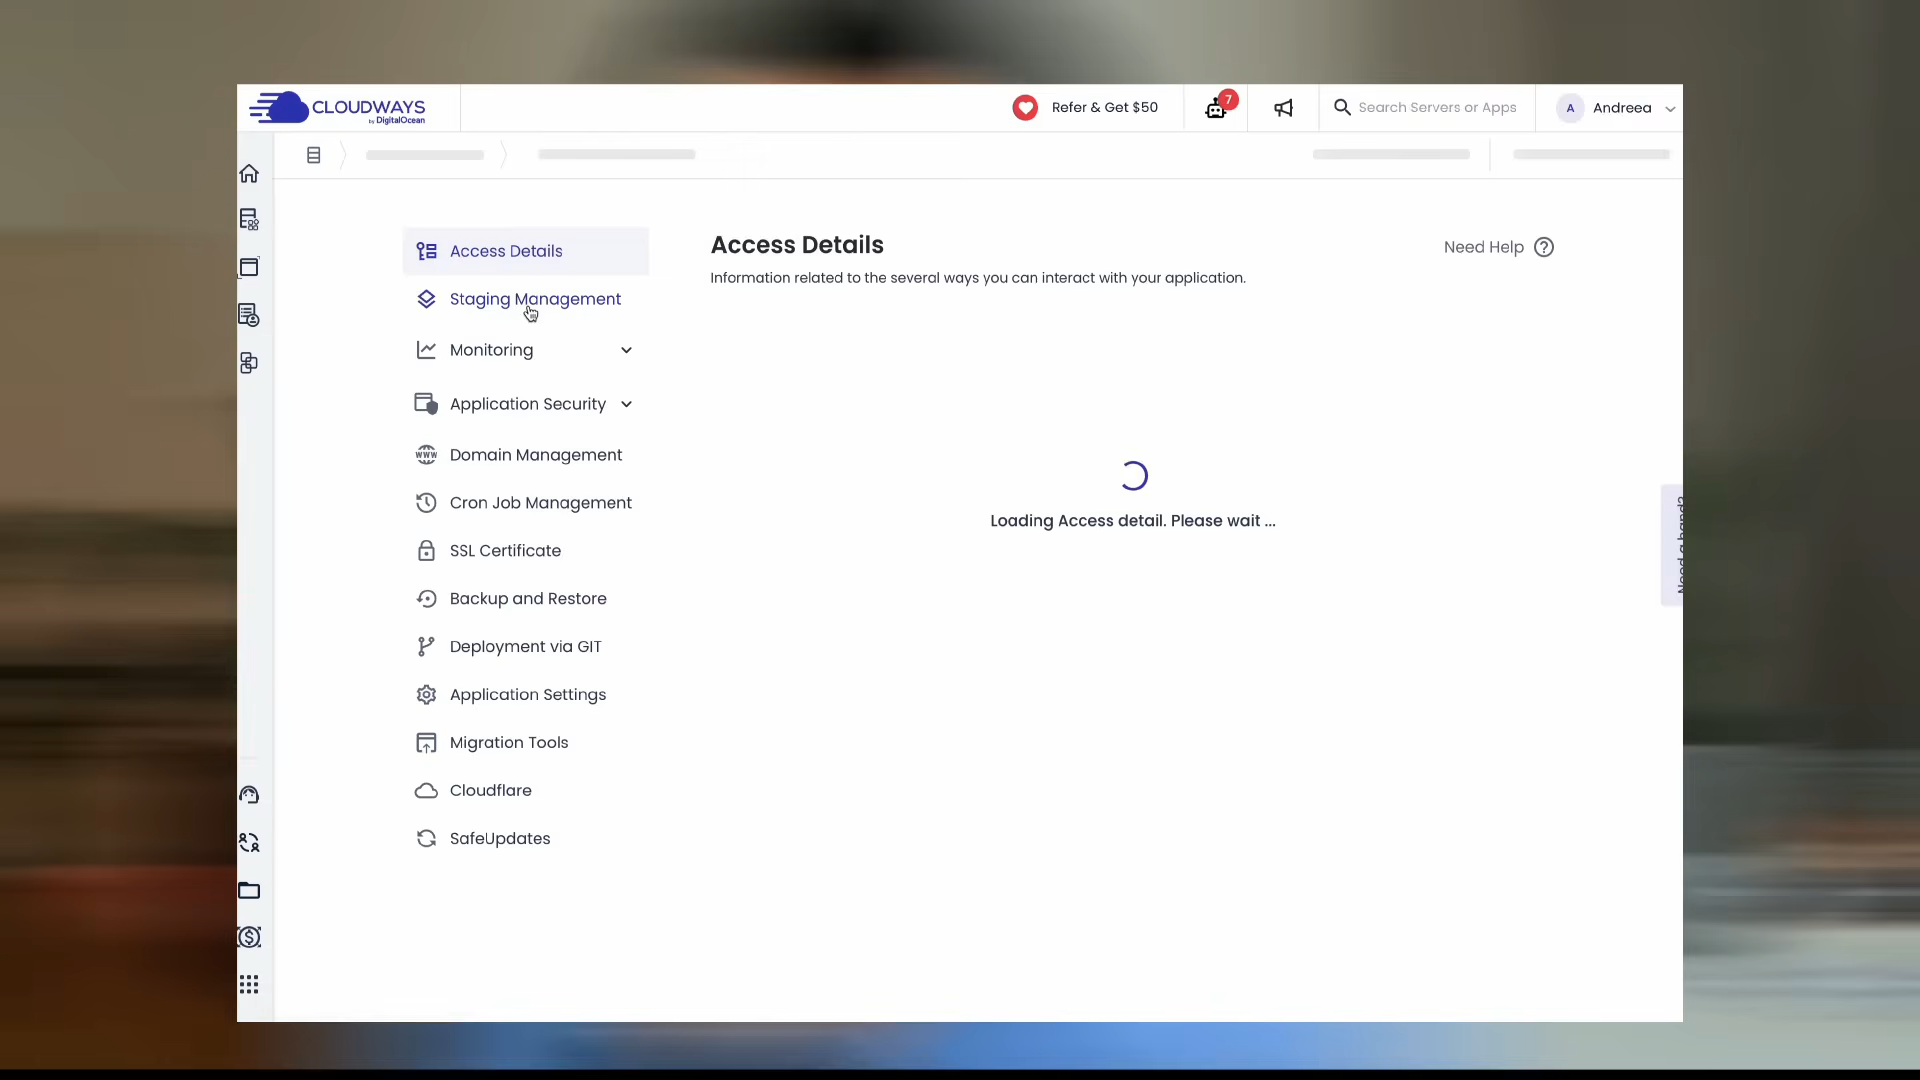 CLOUDWAYS
by DigitalOcean
Refer & Get $50
7
Search Servers or Apps
A
Andreea
Access Details
Staging Management
Monitoring
Application Security
www
Domain Management
Cron Job Management
SSL Certificate
Backup and Restore
Deployment via GIT
Application Settings
Migration Tools
Cloudflare
SafeUpdates
Access Details
Need Help
Information related to the several ways you can interact with your application.
Loading Access detail. Please wait ...
Need a hand?